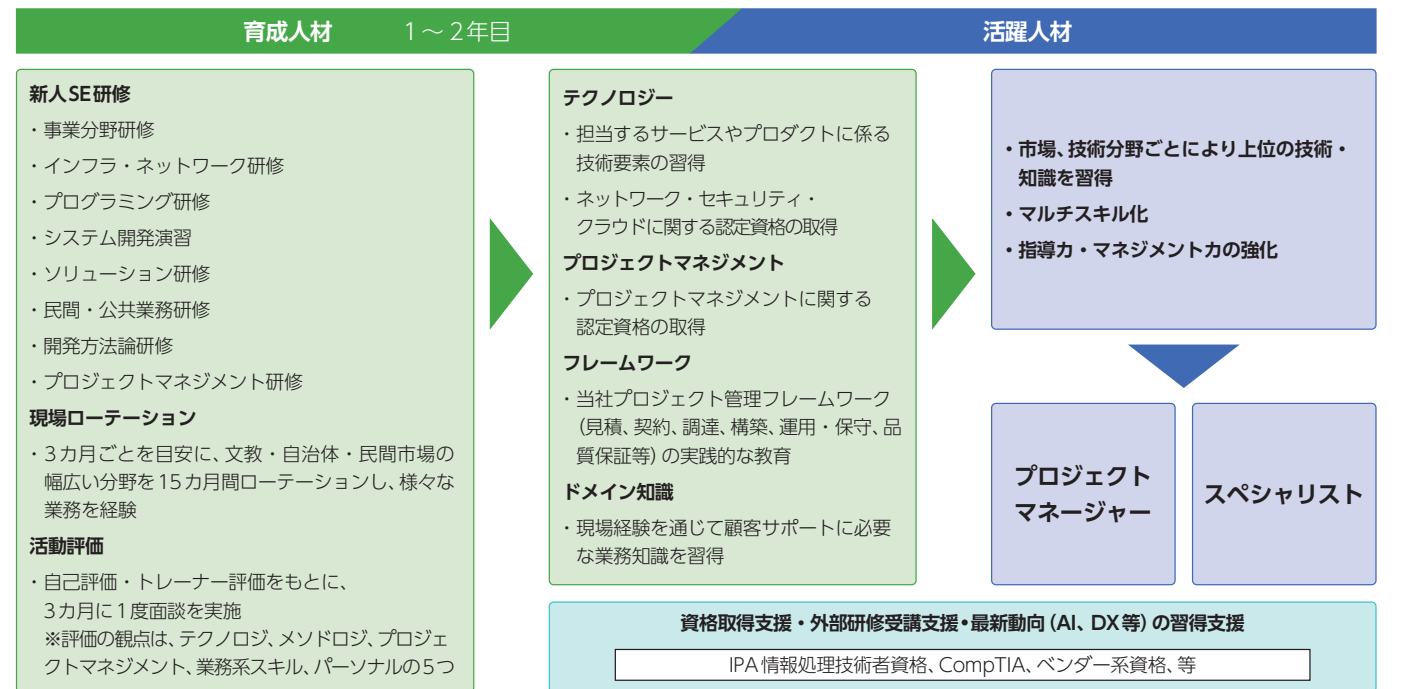 育成人材 1～2年目
活躍人材
新人SE研修
・事業分野研修
・インフラ・ネットワーク研修
・プログラミング研修
・システム開発演習
・ソリューション研修
・民間・公共業務研修
・開発方法論研修
・プロジェクトマネジメント研修
現場ローテーション
・3カ月ごとを目安に、文教・自治体・民間市場の
幅広い分野を15カ月間ローテーションし、様々な
業務を経験
活動評価
・自己評価・トレーナー評価をもとに、
3カ月に1度面談を実施
※評価の観点は、テクノロジ、メソドロジ、プロジェ
クトマネジメント、業務系スキル、パーソナルの5つ
テクノロジー
・担当するサービスやプロダクトに係る
技術要素の習得
・ネットワーク・セキュリティ・
クラウドに関する認定資格の取得
プロジェクトマネジメント
・プロジェクトマネジメントに関する
認定資格の取得
フレームワーク
・当社プロジェクト管理フレームワーク
（見積、契約、調達、構築、運用・保守、品
質保証等）の実践的な教育
ドメイン知識
・現場経験を通じて顧客サポートに必要
な業務知識を習得
・市場、技術分野ごとにより上位の技術・
知識を習得
・マルチスキル化
・指導力・マネジメント力の強化
プロジェクト
マネージャー
スペシャリスト
資格取得支援・外部研修受講支援・最新動向（AI、DX等）の習得支援
IPA情報処理技術者資格、CompTIA、ベンダー系資格、等